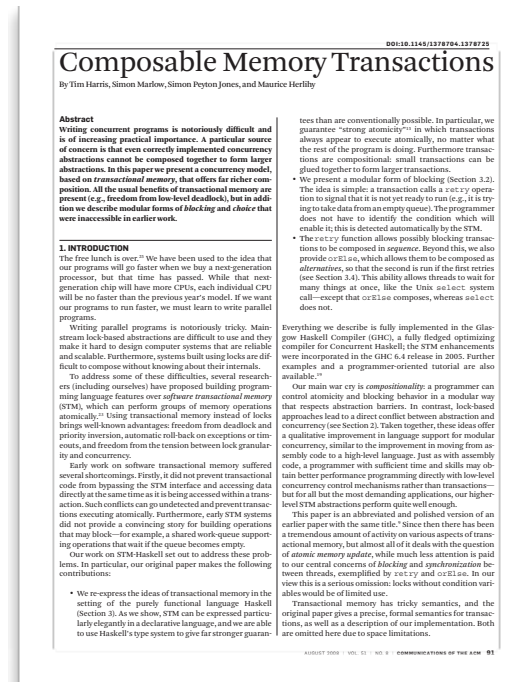 DOI:10.1145/1378704.1378725
Composable Memory Transactions
By Tim Harris, Simon Marlow, Simon Peyton Jones, and Maurice Herlihy
Abstract
Writing concurrent programs is notoriously difficult and
is of increasing practical importance. A particular source
of concern is that even correctly implemented concurrency
abstractions cannot be composed together to form larger
abstractions. In this paper we present a concurrency model,
based on transactional memory, that offers far richer com-
position. All the usual benefits of transactional memory are
present (e.g., freedom from low-level deadlock), but in addi-
tion we describe modular forms of blocking and choice that
were inaccessible in earlier work.
1. INTRODUCTION
The free lunch is over.25 We have been used to the idea that
our programs will go faster when we buy a next-generation
processor, but that time has passed. While that next-
generation chip will have more CPUs, each individual CPU
will be no faster than the previous year's model. If we want
our programs to run faster, we must learn to write parallel
programs.
Writing parallel programs is notoriously tricky. Main-
stream lock-based abstractions are difficult to use and they
make it hard to design computer systems that are reliable
and scalable. Furthermore, systems built using locks are dif-
ficult to compose without knowing about their internals.
To address some of these difficulties, several research-
ers (including ourselves) have proposed building program-
ming language features over software transactional memory
(STM), which can perform groups of memory operations
atomically.23 Using transactional memory instead of locks
brings well-known advantages: freedom from deadlock and
priority inversion, automatic roll-back on exceptions or tim-
eouts, and freedom from the tension between lock granular-
ity and concurrency.
Early work on software transactional memory suffered
several shortcomings. Firstly, it did not prevent transactional
code from bypassing the STM interface and accessing data
directly at the same time as it is being accessed within a trans-
action. Such conflicts can go undetected and prevent transac-
tions executing atomically. Furthermore, early STM systems
did not provide a convincing story for building operations
that may block—for example, a shared work-queue support-
ing operations that wait if the queue becomes empty.
Our work on STM-Haskell set out to address these prob-
lems. In particular, our original paper makes the following
contributions:
• We re-express the ideas of transactional memory in the
setting of the purely functional language Haskell
(Section 3). As we show, STM can be expressed particu-
larly elegantly in a declarative language, and we are able
to use Haskell's type system to give far stronger guaran-
tees than are conventionally possible. In particular, we
guarantee "strong atomicity"15 in which transactions
always appear to execute atomically, no matter what
the rest of the program is doing. Furthermore transac-
tions are compositional: small transactions can be
glued together to form larger transactions.
• We present a modular form of blocking (Section 3.2).
The idea is simple: a transaction calls a retry opera-
tion to signal that it is not yet ready to run (e.g., it is try-
ing to take data from an empty queue). The programmer
does not have to identify the condition which will
enable it; this is detected automatically by the STM.
• The retry function allows possibly blocking transac-
tions to be composed in sequence. Beyond this, we also
provide orElse, which allows them to be composed as
alternatives, so that the second is run if the first retries
(see Section 3.4). This ability allows threads to wait for
many things at once, like the Unix select system
call—except that orElse composes, whereas select
does not.
Everything we describe is fully implemented in the Glas-
gow Haskell Compiler (GHC), a fully fledged optimizing
compiler for Concurrent Haskell; the STM enhancements
were incorporated in the GHC 6.4 release in 2005. Further
examples and a programmer-oriented tutorial are also
available.19
Our main war cry is compositionality: a programmer can
control atomicity and blocking behavior in a modular way
that respects abstraction barriers. In contrast, lock-based
approaches lead to a direct conflict between abstraction and
concurrency (see Section 2). Taken together, these ideas offer
a qualitative improvement in language support for modular
concurrency, similar to the improvement in moving from as-
sembly code to a high-level language. Just as with assembly
code, a programmer with sufficient time and skills may ob-
tain better performance programming directly with low-level
concurrency control mechanisms rather than transactions—
but for all but the most demanding applications, our higher-
level STM abstractions perform quite well enough.
This paper is an abbreviated and polished version of an
earlier paper with the same title.9 Since then there has been
a tremendous amount of activity on various aspects of trans-
actional memory, but almost all of it deals with the question
of atomic memory update, while much less attention is paid
to our central concerns of blocking and synchronization be-
tween threads, exemplified by retry and orElse. In our
view this is a serious omission: locks without condition vari-
ables would be of limited use.
Transactional memory has tricky semantics, and the
original paper gives a precise, formal semantics for transac-
tions, as well as a description of our implementation. Both
are omitted here due to space limitations.
AUGUST 2008 | VOL. 51 | NO. 8 | COMMUNICATIONS OF THE ACM 91